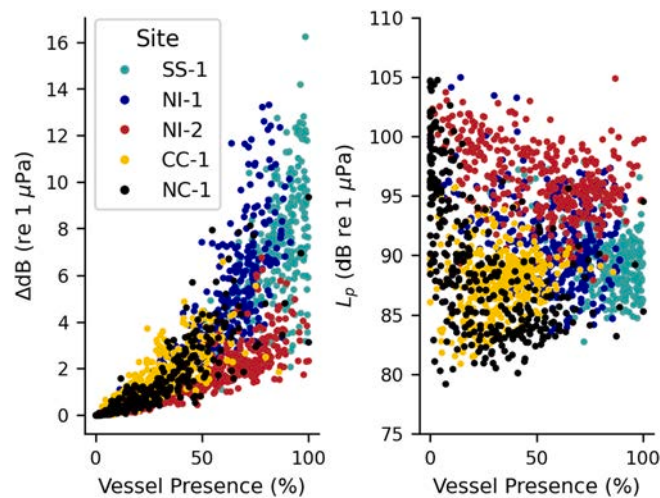 Site
SS-1
NI-1
NI-2
CC-1
NC-1
ΔdB (re 1 μPa)
16
14
12
10
8
6
4
2
0
0
50
100
Vessel Presence (%)
Lp (dB re 1 μPa)
110
105
100
95
90
85
80
75
0
50
100
Vessel Presence (%)